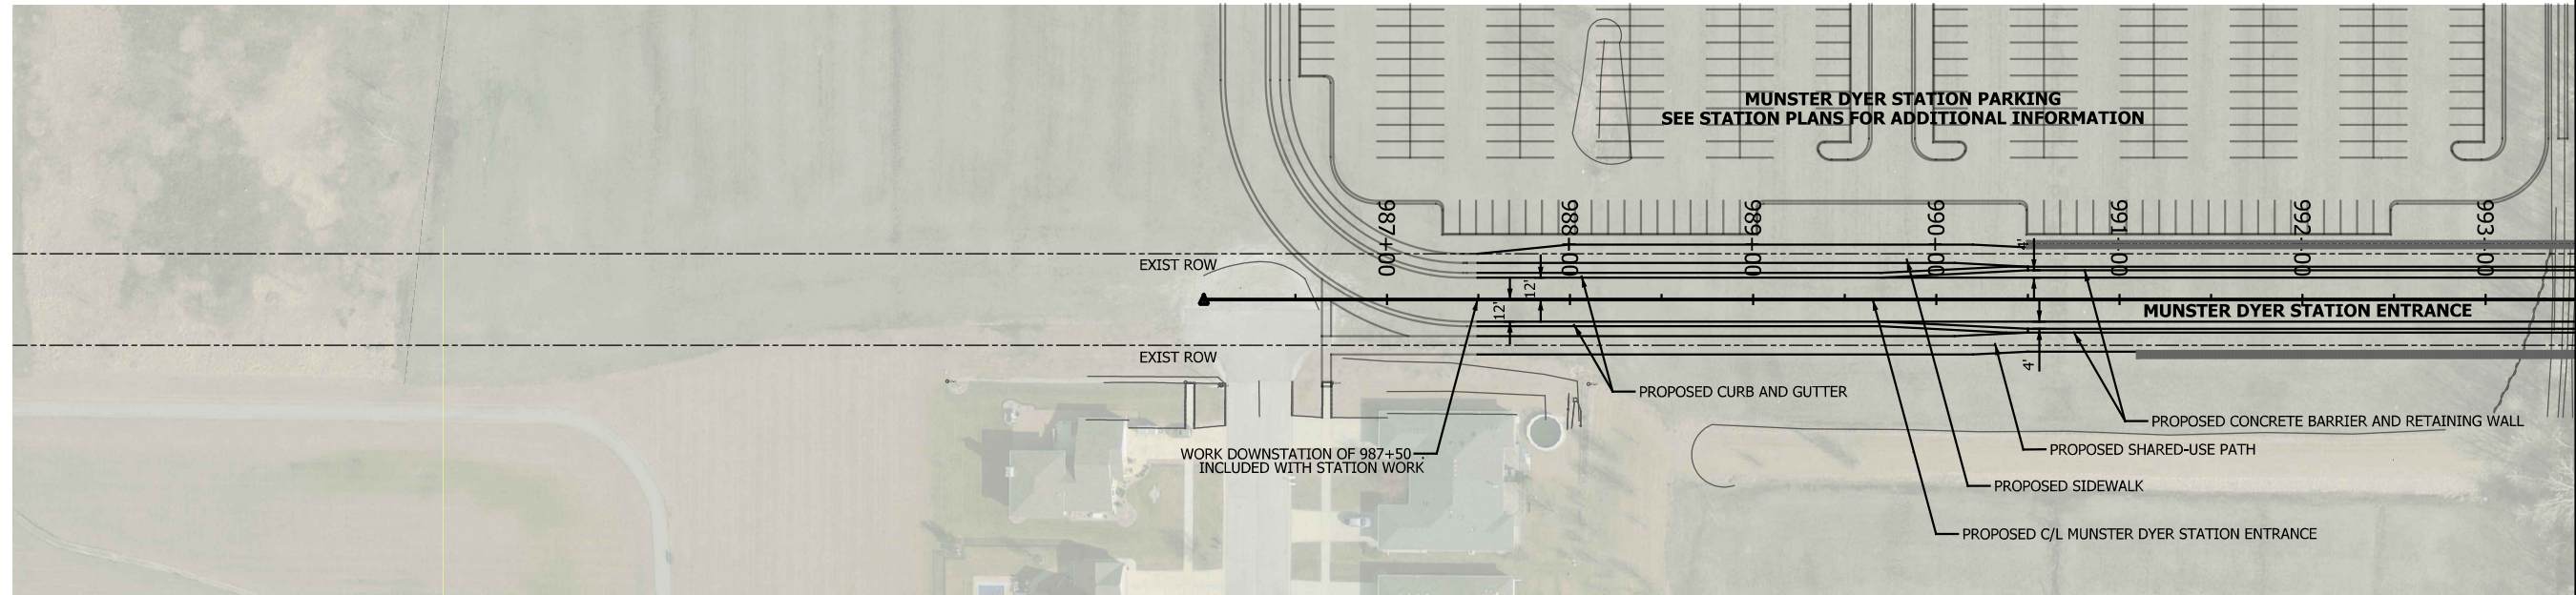 MUNSTER DYER STATION PARKING
SEE STATION PLANS FOR ADDITIONAL INFORMATION
987+00
988+00
989+00
990+00
991+00
992+00
993+00
EXIST ROW
4'
12'
12'
MUNSTER DYER STATION ENTRANCE
EXIST ROW
4'
PROPOSED CURB AND GUTTER
PROPOSED CONCRETE BARRIER AND RETAINING WALL
WORK DOWNSTATION OF 987+50
INCLUDED WITH STATION WORK
PROPOSED SHARED-USE PATH
PROPOSED SIDEWALK
PROPOSED C/L MUNSTER DYER STATION ENTRANCE